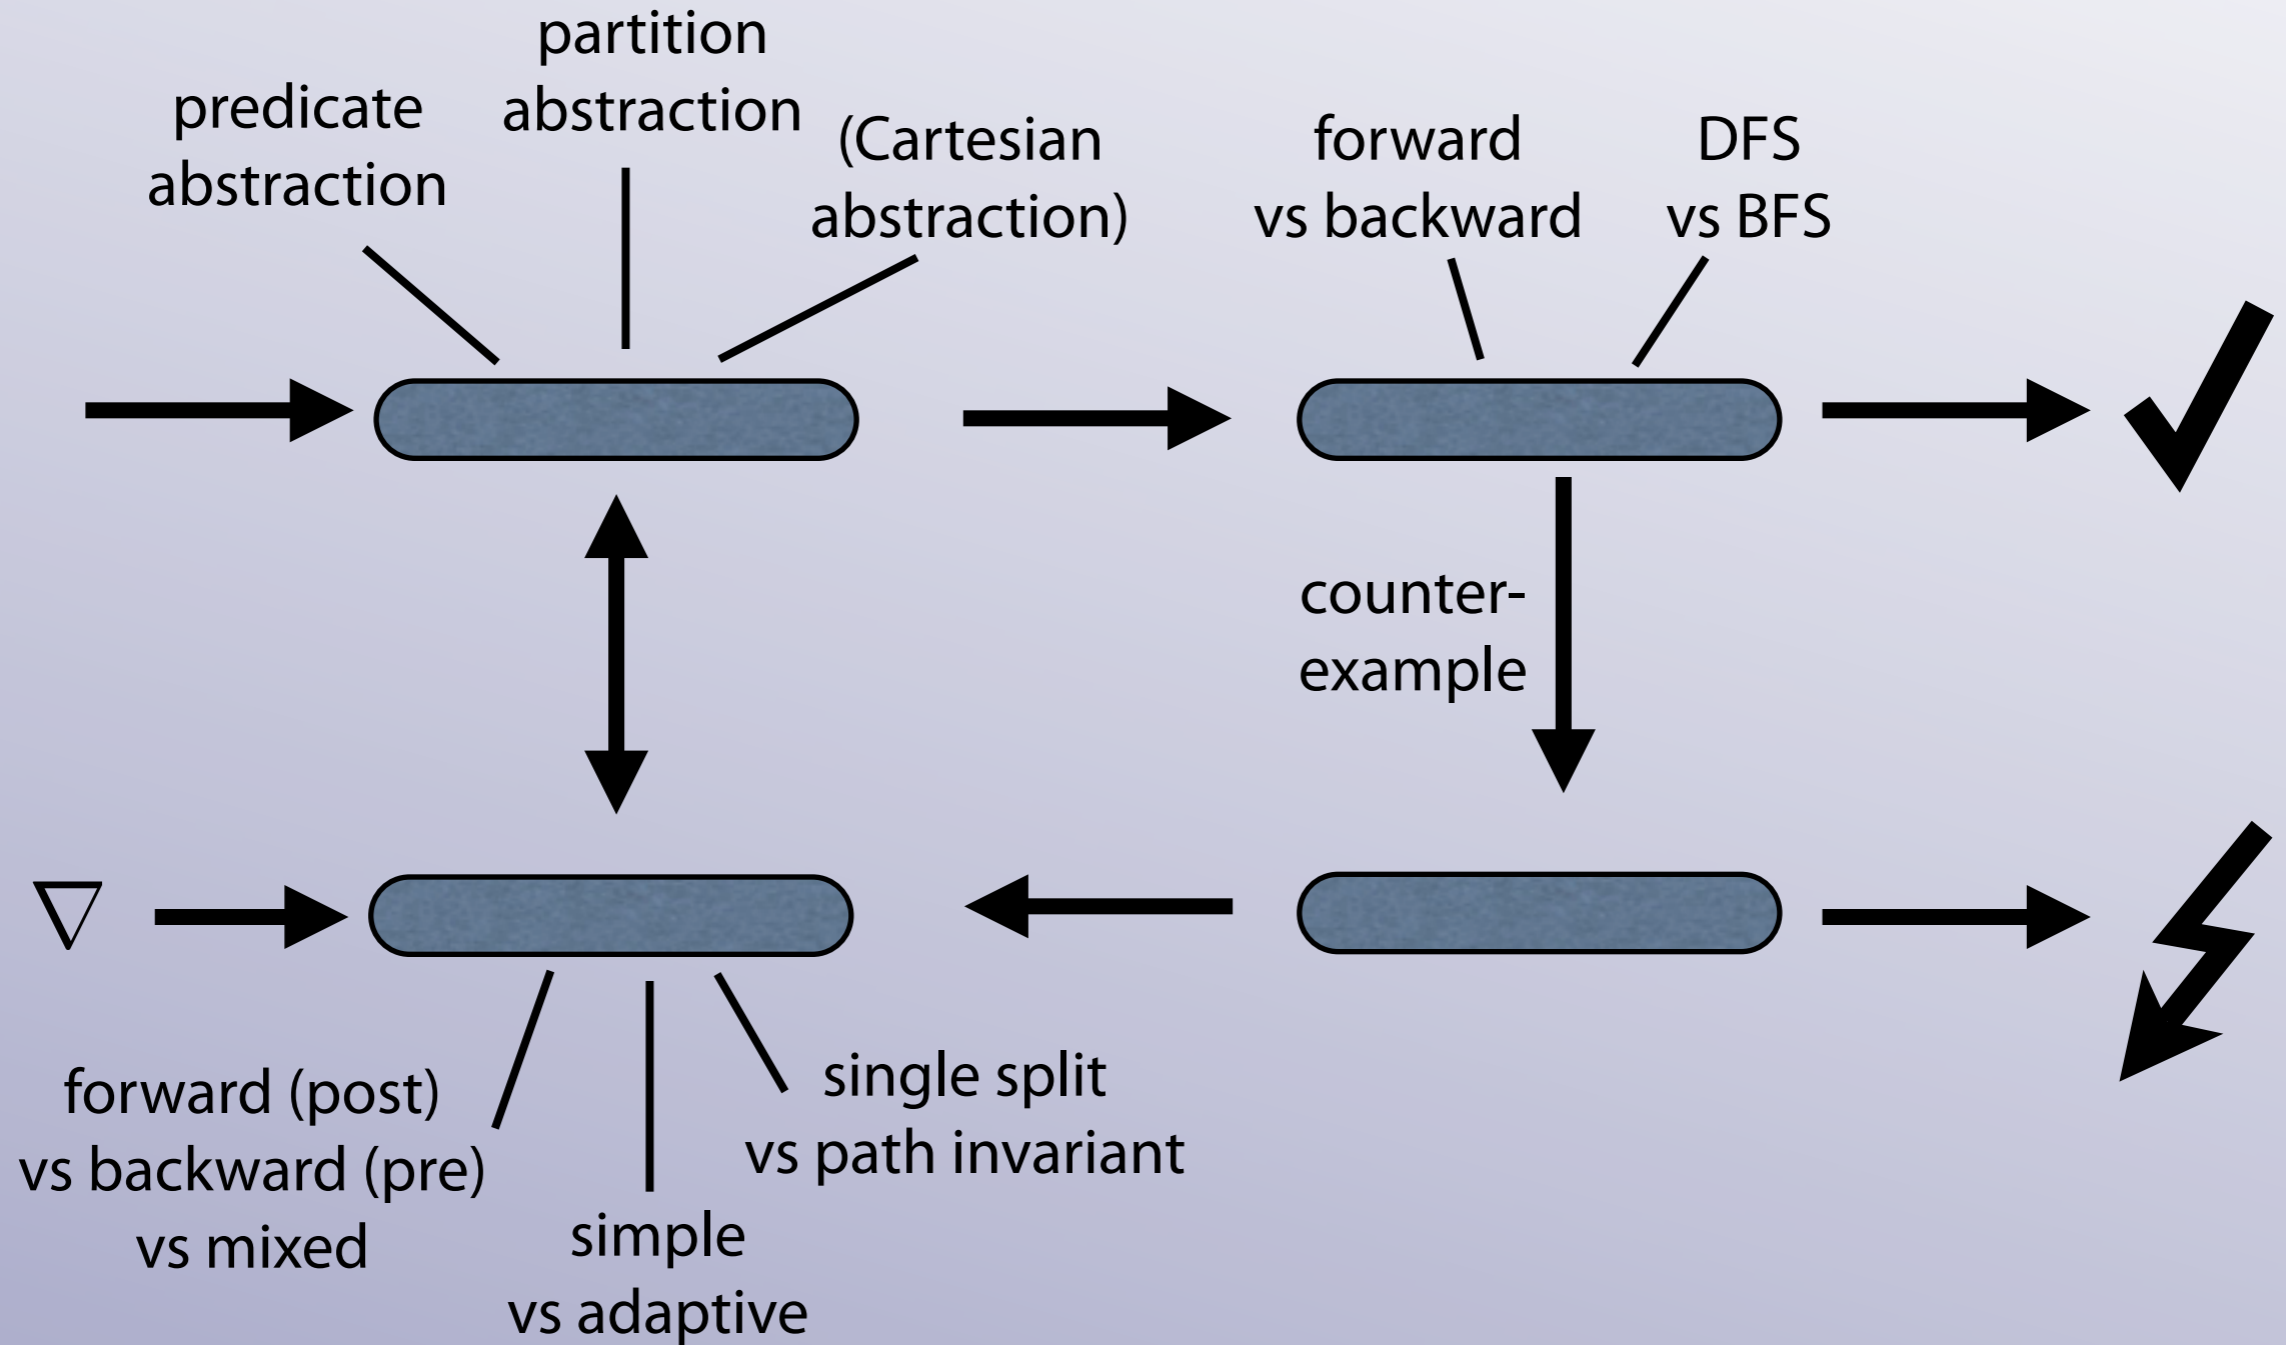 partition
abstraction
predicate
abstraction
(Cartesian
abstraction)
forward
vs backward
DFS
vs BFS
counter-
example
∇
forward (post)
vs backward (pre)
vs mixed
simple
vs adaptive
single split
vs path invariant